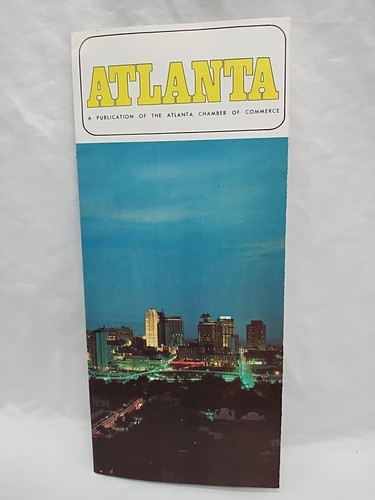 ATLANTA
A PUBLICATION OF THE ATLANTA CHAMBER OF COMMERCE